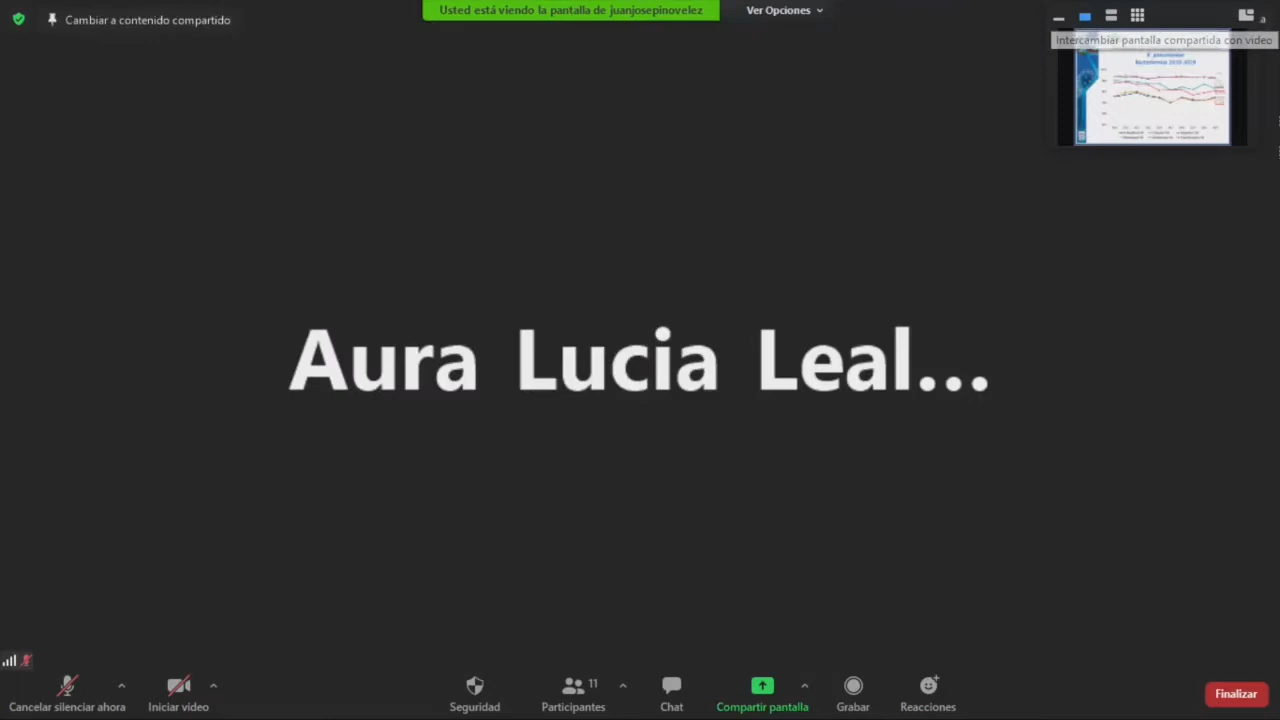 Cambiar a contenido compartido
Usted está viendo la pantalla de juanjosepinovelez
Ver Opciones
a
Intercambiar pantalla compartida con video
Aura Lucia Leal...
Cancelar silenciar ahora
Iniciar video
Seguridad
Participantes
11
Chat
Compartir pantalla
Grabar
Reacciones
Finalizar